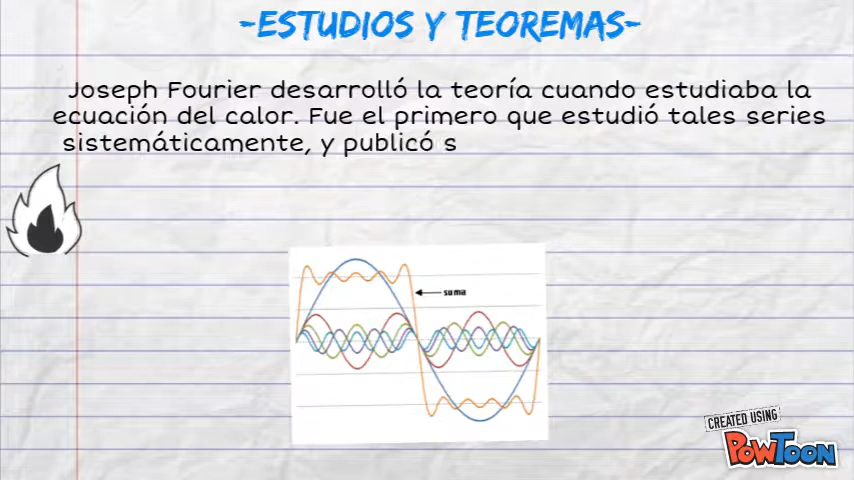 -ESTUDIOS Y TEOREMAS-
Joseph Fourier desarrolló la teoría cuando estudiaba la
ecuación del calor. Fue el primero que estudió tales series
sistemáticamente, y publicó s
suma
CREATED USING
POWTOON